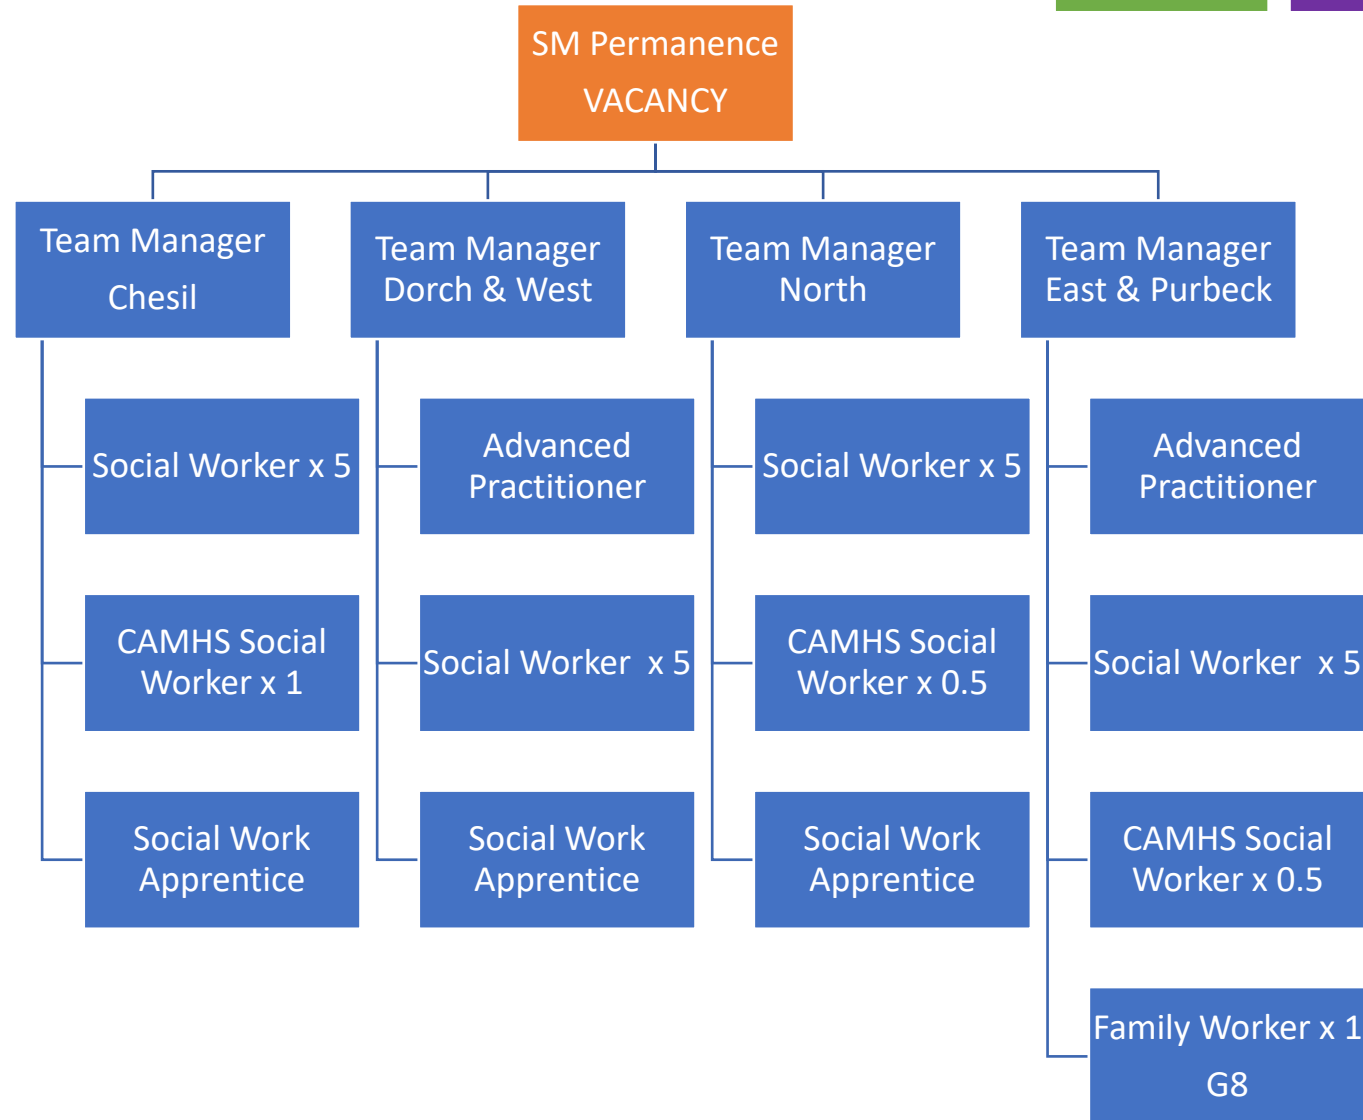 SM Permanence
VACANCY
Team Manager
Chesil
Team Manager
Dorch & West
Team Manager
North
Team Manager
East & Purbeck
Social Worker x 5
Advanced
Practitioner
Social Worker x 5
Advanced
Practitioner
CAMHS Social
Worker x 1
Social Worker  x 5
CAMHS Social
Worker x 0.5
Social Worker  x 5
Social Work
Apprentice
Social Work
Apprentice
Social Work
Apprentice
CAMHS Social
Worker x 0.5
Family Worker x 1
G8